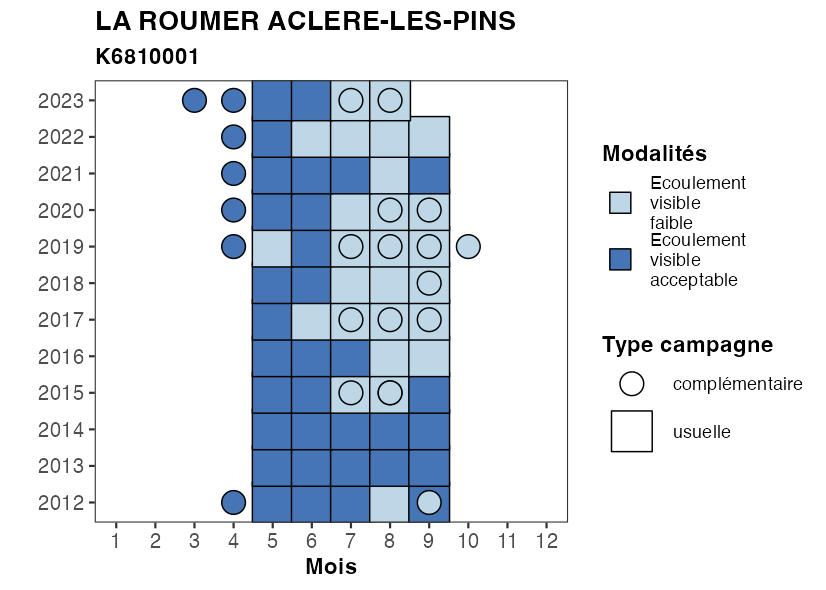 LA ROUMER ACLERE-LES-PINS
K6810001
2023
2022
2021
2020
2019
2018
2017
2016
2015
2014
2013
2012
1 2 3 4 5 6 7 8 9 10 11 12
Mois
Modalités
Ecoulement
visible
faible
Ecoulement
visible
acceptable
Type campagne
complémentaire
usuelle